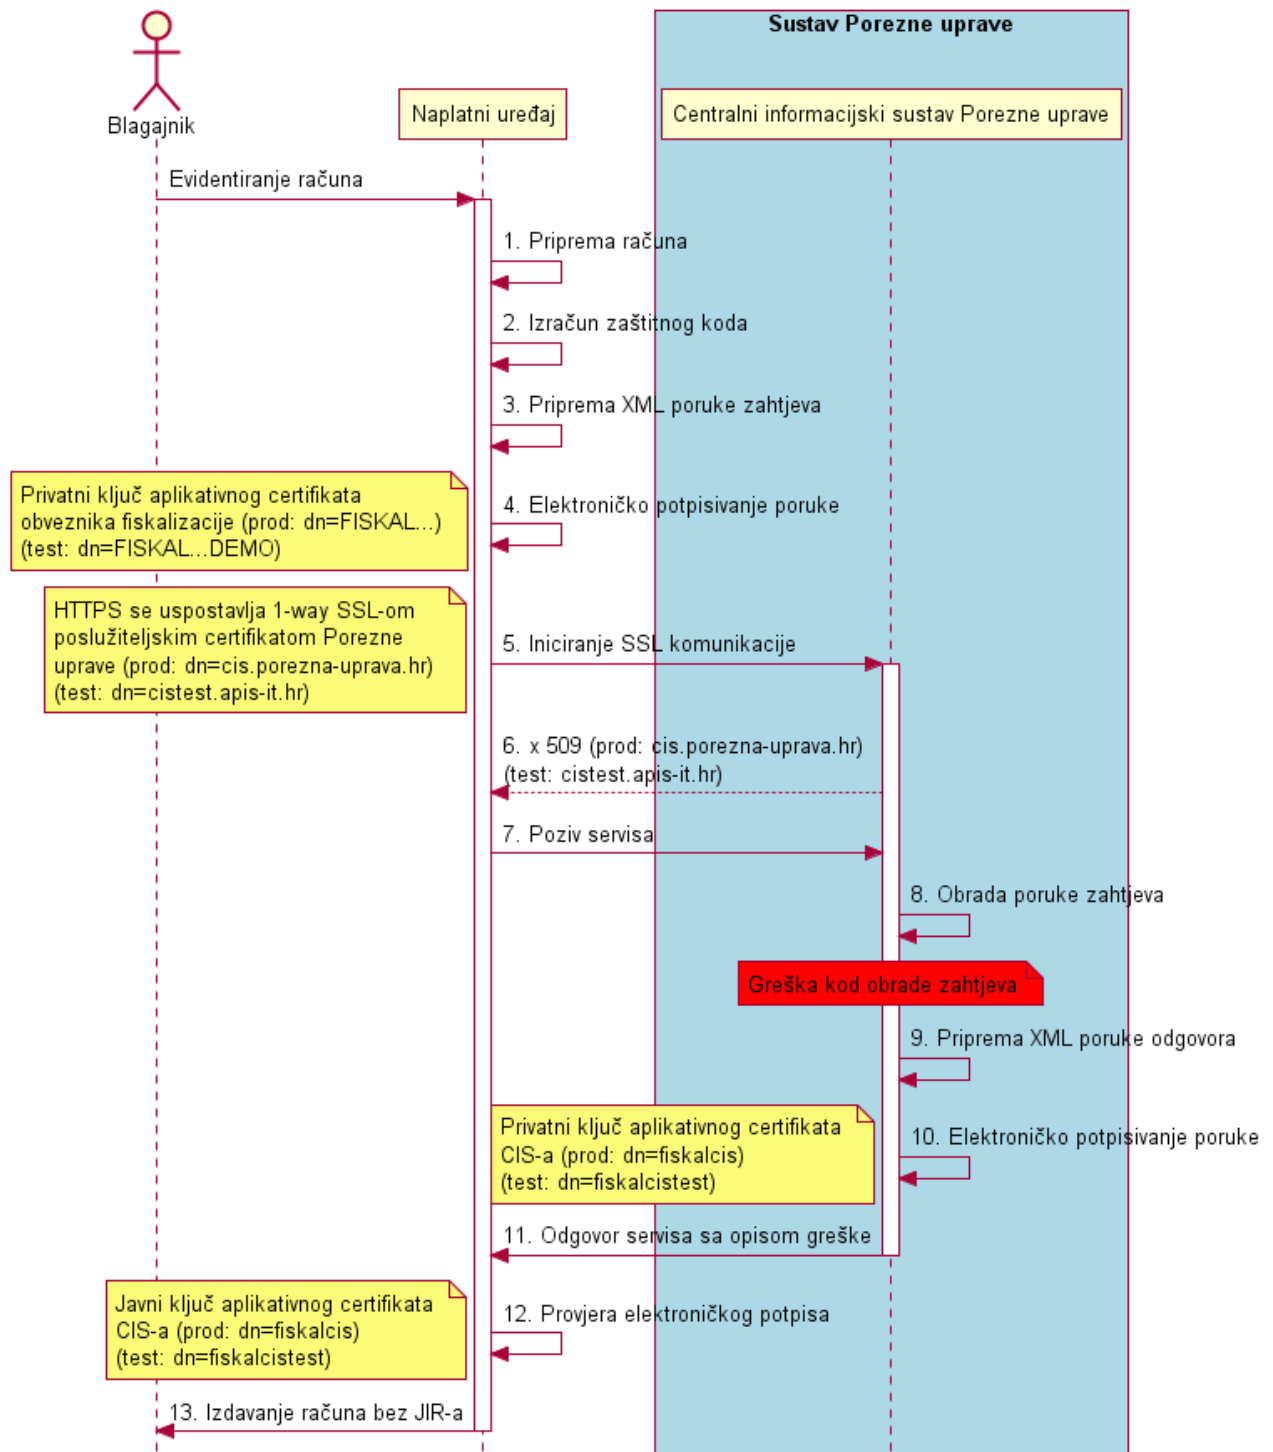 Sustav Porezne uprave
Blagajnik
Naplatni uređaj
Centralni informacijski sustav Porezne uprave
Evidentiranje računa
1. Priprema računa
2. Izračun zaštitnog koda
3. Priprema XML poruke zahtjeva
Privatni ključ aplikativnog certifikata
obveznika fiskalizacije (prod: dn=FISKAL...)
(test: dn=FISKAL...DEMO)
4. Elektroničko potpisivanje poruke
HTTPS se uspostavlja 1-way SSL-om
poslužiteljskim certifikatom Porezne
uprave (prod: dn=cis.porezna-uprava.hr)
(test: dn=cistest.apis-it.hr)
5. Iniciranje SSL komunikacije
6. x 509 (prod: cis.porezna-uprava.hr)
(test: cistest.apis-it.hr)
7. Poziv servisa
8. Obrada poruke zahtjeva
Greška kod obrade zahtjeva
9. Priprema XML poruke odgovora
Privatni ključ aplikativnog certifikata
CIS-a (prod: dn=fiskalcis)
(test: dn=fiskalcistest)
10. Elektroničko potpisivanje poruke
11. Odgovor servisa sa opisom greške
Javni ključ aplikativnog certifikata
CIS-a (prod: dn=fiskalcis)
(test: dn=fiskalcistest)
12. Provjera elektroničkog potpisa
13. Izdavanje računa bez JIR-a